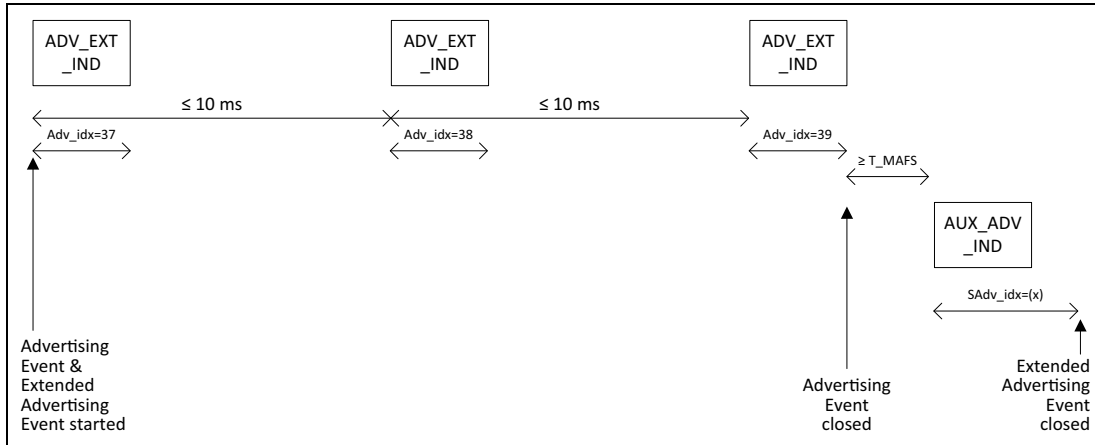 ADV_EXT
_IND
ADV_EXT
_IND
ADV_EXT
_IND
≤ 10 ms
≤ 10 ms
Adv_idx=37
Adv_idx=38
Adv_idx=39
≥ T_MAFS
AUX_ADV
_IND
SAdv_idx=(x)
Advertising
Event &
Extended
Advertising
Event started
Advertising
Event
closed
Extended
Advertising
Event
closed